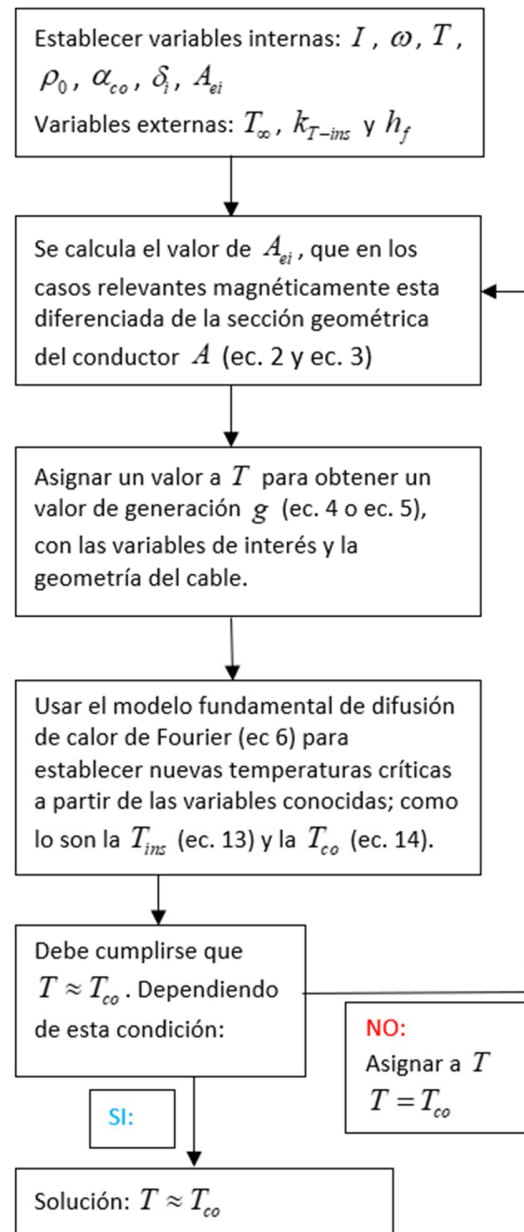 Establecer variables internas: I , ω, T ,
ρ₀ , α_co , δ_i , A_ei
Variables externas: T_∞ , k_T-ins y h_f
Se calcula el valor de A_ei , que en los
casos relevantes magnéticamente esta
diferenciada de la sección geométrica
del conductor A (ec. 2 y ec. 3)
Asignar un valor a T para obtener un
valor de generación g (ec. 4 o ec. 5),
con las variables de interés y la
geometría del cable.
Usar el modelo fundamental de difusión
de calor de Fourier (ec 6) para
establecer nuevas temperaturas críticas
a partir de las variables conocidas; como
lo son la T_ins (ec. 13) y la T_co (ec. 14).
Debe cumplirse que
T ≈ T_co . Dependiendo
de esta condición:
NO:
Asignar a T
T = T_co
SI:
Solución: T ≈ T_co